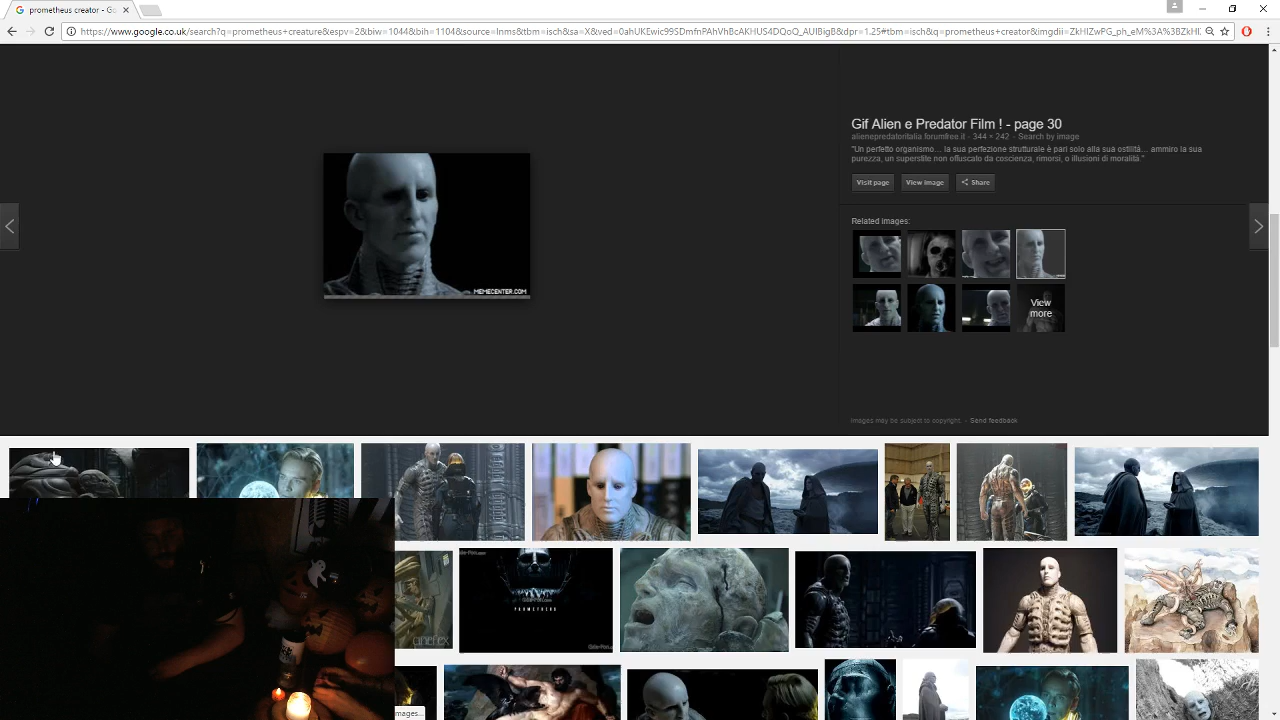 prometheus creator - Go
https://www.google.co.uk/search?q=prometheus+creature&espv=2&biw=1044&bih=1104&source=lnms&tbm=isch&sa=X&ved=0ahUKEwic99SDmfnPAhVhBcAKHUS4DQoQ_AUIBigB&dpr=1.25#tbm=isch&q=prometheus+creator&imgdii=ZkHIZwPG_ph_eM%3A%3BZkHI
Gif Alien e Predator Film ! - page 30
alienepredatoritalia.forumfree.it - 344 × 242 - Search by image
"Un perfetto organismo... la sua perfezione strutturale è pari solo alla sua ostilità... ammiro la sua
purezza, un superstite non offuscato da coscienza, rimorsi, o illusioni di moralità."
Visit page View image Share
Related images:
View
more
MEMECENTER.COM
Images may be subject to copyright. - Send feedback
cinefex
PROMETHEUS
images...